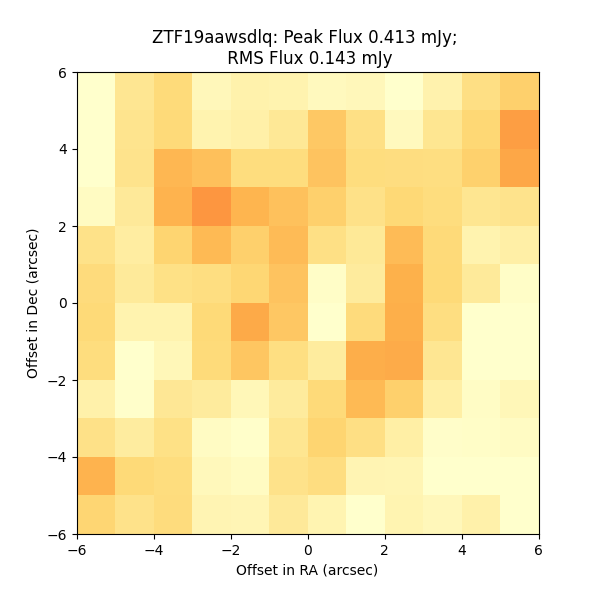 ZTF19aawsdlq: Peak Flux 0.413 mJy;
RMS Flux 0.143 mJy
6
4
2
0
−2
−4
−6
Offset in Dec (arcsec)
−6 −4 −2 0 2 4 6
Offset in RA (arcsec)